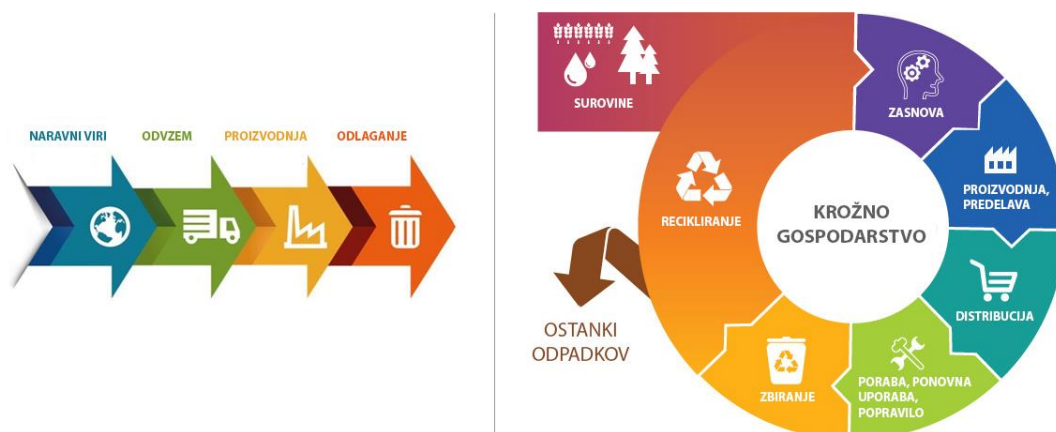 NARAVNI VIRI
ODVZEM
PROIZVODNJA
ODLAGANJE
SUROVINE
ZASNOVA
PROIZVODNJA,
PREDELAVA
DISTRIBUCIJA
PORABA, PONOVNA
UPORABA,
POPRAVILO
ZBIRANJE
RECIKLIRANJE
OSTANKI
ODPADKOV
KROŽNO
GOSPODARSTVO